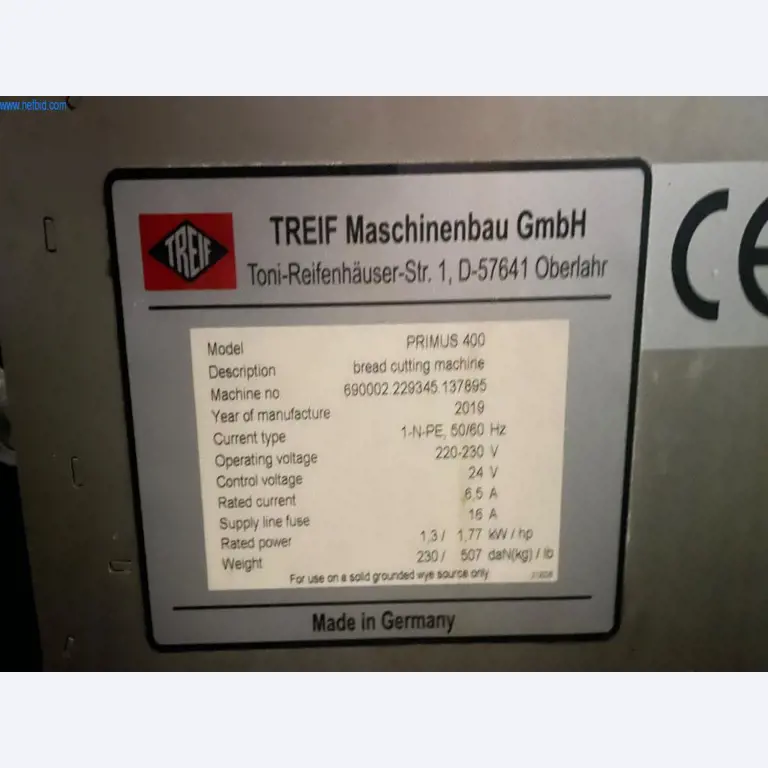 www.netbid.com
TREIF
TREIF Maschinenbau GmbH
Toni-Reifenhäuser-Str. 1, D-57641 Oberlahr
CE
Model PRIMUS 400
Description bread cutting machine
Machine no 690002.229345.137895
Year of manufacture 2019
Current type 1-N-PE, 50/60 Hz
Operating voltage 220-230 V
Control voltage 24 V
Rated current 6,5 A
Supply line fuse 16 A
Rated power 1,3 / 1,77 kW / hp
Weight 230 / 507 daN(kg) / lb
For use on a solid grounded wye source only
Made in Germany